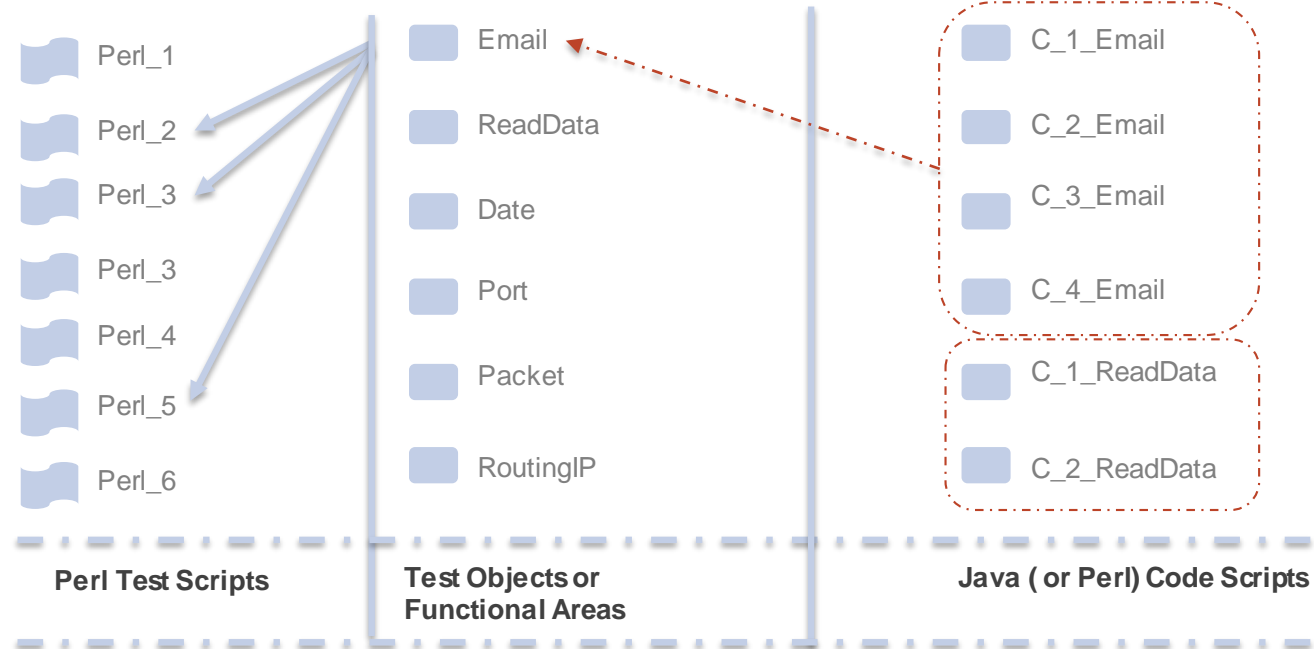 Perl_1
Perl_2
Perl_3
Perl_3
Perl_4
Perl_5
Perl_6
Perl Test Scripts
Email
ReadData
Date
Port
Packet
RoutingIP
Test Objects or
Functional Areas
C_1_Email
C_2_Email
C_3_Email
C_4_Email
C_1_ReadData
C_2_ReadData
Java ( or Perl) Code Scripts